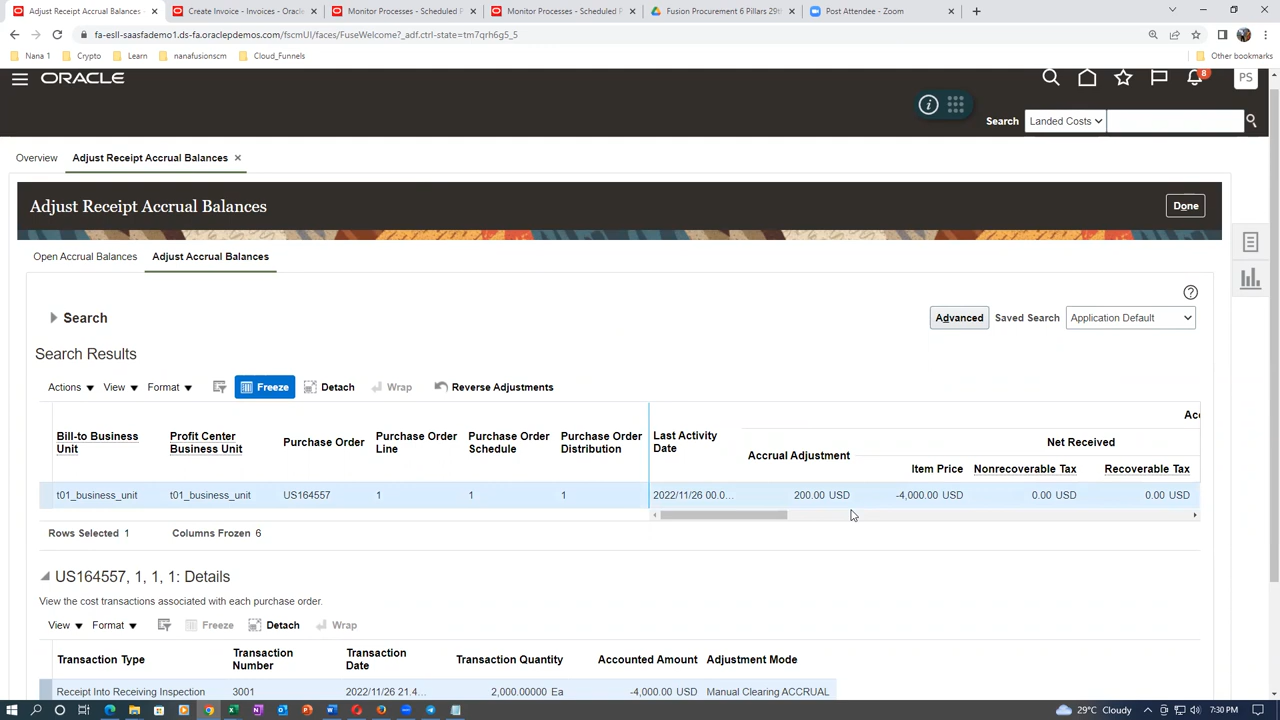 Adjust Receipt Accrual Balances
Create Invoice - Invoices - Oracle
Monitor Processes - Scheduled P
Monitor Processes - Scheduled P
Fusion Procurement 6 Pillars 29th
Post Attendee - Zoom
fa-esll-saasfademo1.ds-fa.oraclepdemos.com/fscmUI/faces/FuseWelcome?_adf.ctrl-state=tm7qrh6g5_5
Nana 1
Crypto
Learn
nanafusionscm
Cloud_Funnels
Other bookmarks
ORACLE
8
PS
Search
Landed Costs
Overview
Adjust Receipt Accrual Balances
Adjust Receipt Accrual Balances
Done
Open Accrual Balances
Adjust Accrual Balances
Search
Advanced
Saved Search
Application Default
Search Results
Actions
View
Format
Freeze
Detach
Wrap
Reverse Adjustments
Acc
Bill-to Business Unit
Profit Center Business Unit
Purchase Order
Purchase Order Line
Purchase Order Schedule
Purchase Order Distribution
Last Activity Date
Accrual Adjustment
Net Received
Item Price
Nonrecoverable Tax
Recoverable Tax
t01_business_unit
t01_business_unit
US164557
1
1
1
2022/11/26 00.0...
200.00 USD
-4,000.00 USD
0.00 USD
0.00 USD
Rows Selected 1
Columns Frozen 6
US164557, 1, 1, 1: Details
View the cost transactions associated with each purchase order.
View
Format
Freeze
Detach
Wrap
Transaction Type
Transaction Number
Transaction Date
Transaction Quantity
Accounted Amount
Adjustment Mode
Receipt Into Receiving Inspection
3001
2022/11/26 21.4...
2,000.00000 Ea
-4,000.00 USD
Manual Clearing ACCRUAL
29°C Cloudy
7:30 PM